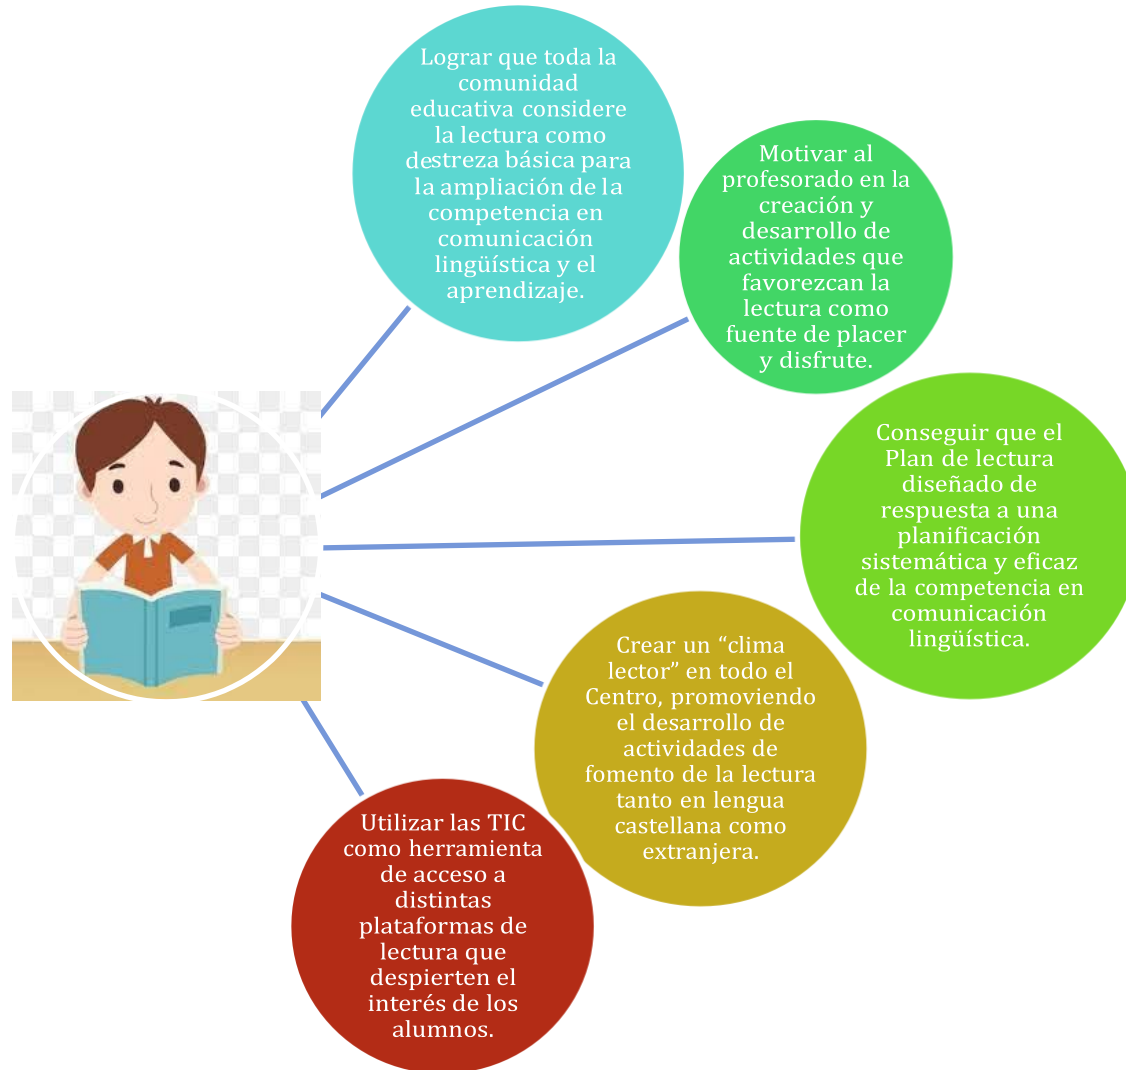 Lograr que toda la
comunidad
educativa considere
la lectura como
destreza básica para
la ampliación de la
competencia en
comunicación
lingüística y el
aprendizaje.
Motivar al
profesorado en la
creación y
desarrollo de
actividades que
favorezcan la
lectura como
fuente de placer
y disfrute.
Conseguir que el
Plan de lectura
diseñado de
respuesta a una
planificación
sistemática y eficaz
de la competencia en
comunicación
lingüística.
Crear un “clima
lector” en todo el
Centro, promoviendo
el desarrollo de
actividades de
fomento de la lectura
tanto en lengua
castellana como
extranjera.
Utilizar las TIC
como herramienta
de acceso a
distintas
plataformas de
lectura que
despierten el
interés de los
alumnos.